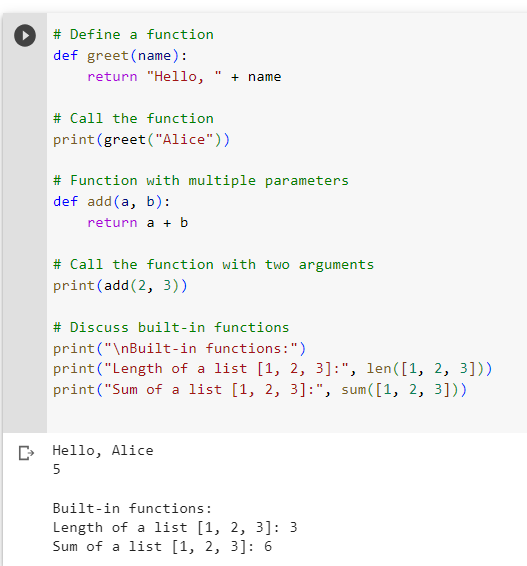 # Define a function
def greet(name):
    return "Hello, " + name

# Call the function
print(greet("Alice"))

# Function with multiple parameters
def add(a, b):
    return a + b

# Call the function with two arguments
print(add(2, 3))

# Discuss built-in functions
print("\nBuilt-in functions:")
print("Length of a list [1, 2, 3]:", len([1, 2, 3]))
print("Sum of a list [1, 2, 3]:", sum([1, 2, 3]))

Hello, Alice
5

Built-in functions:
Length of a list [1, 2, 3]: 3
Sum of a list [1, 2, 3]: 6